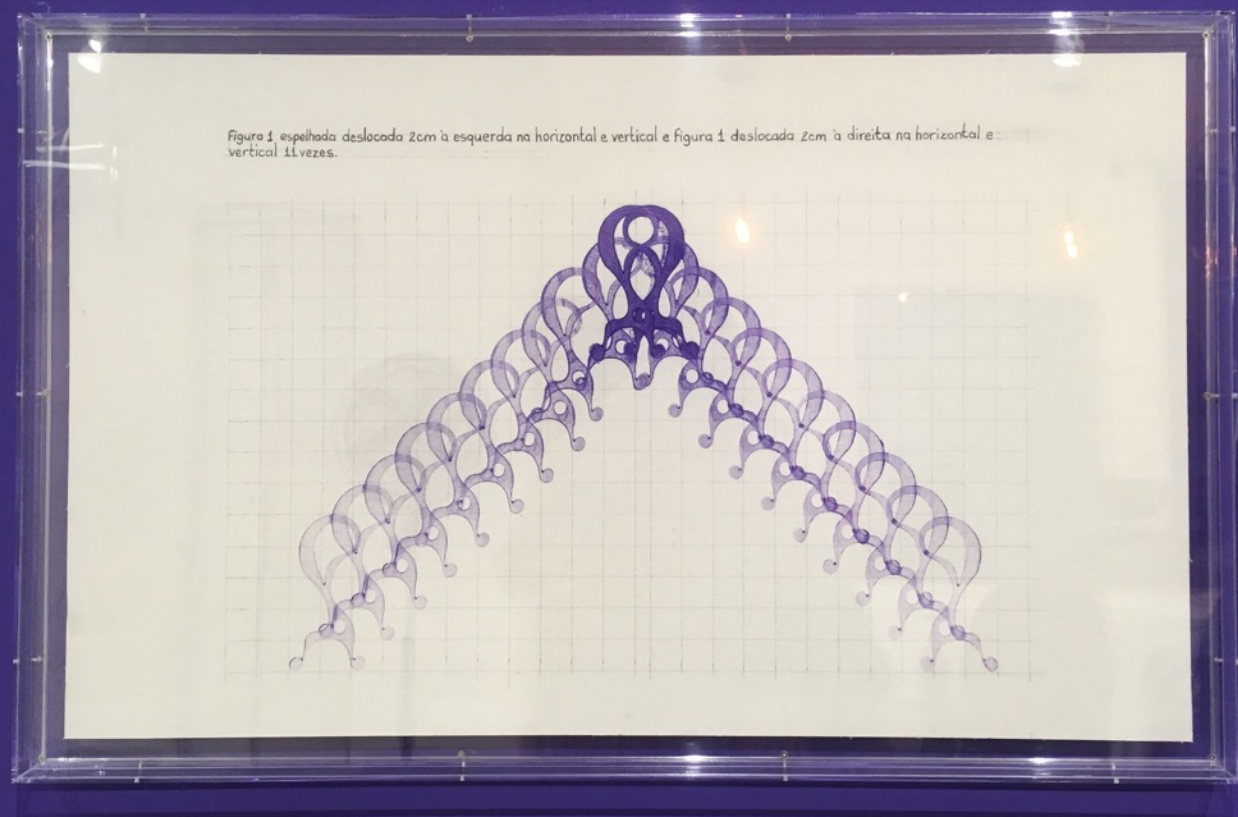 Figura 1 espelhada deslocada 2cm à esquerda na horizontal e vertical e figura 1 deslocada 2cm à direita na horizontal e
vertical 11 vezes.